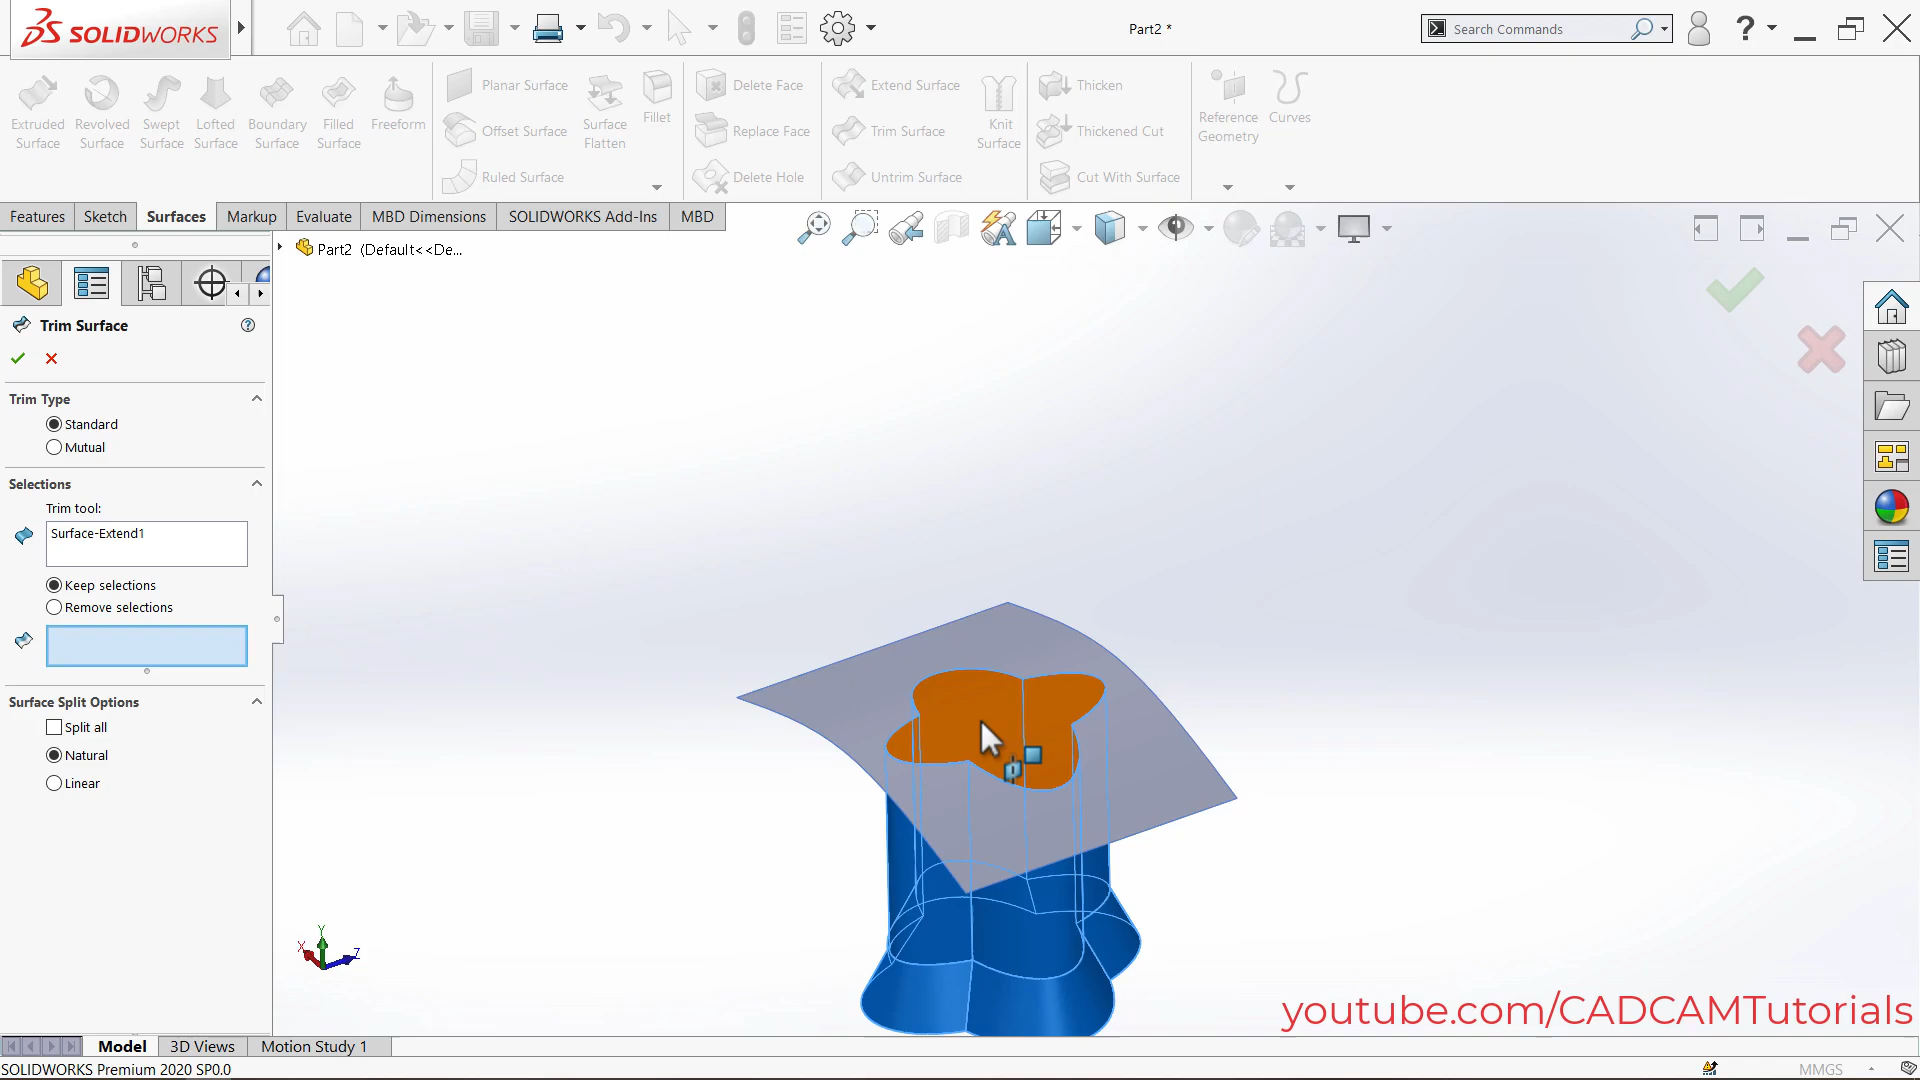 SOLIDWORKS
Part2 *
Search Commands
?
Extruded Surface
Revolved Surface
Swept Surface
Lofted Surface
Boundary Surface
Filled Surface
Freeform
Planar Surface
Offset Surface
Ruled Surface
Surface Flatten
Fillet
Delete Face
Replace Face
Delete Hole
Extend Surface
Trim Surface
Untrim Surface
Knit Surface
Thicken
Thickened Cut
Cut With Surface
Reference Geometry
Curves
Features
Sketch
Surfaces
Markup
Evaluate
MBD Dimensions
SOLIDWORKS Add-Ins
MBD
Part2 (Default<<De...
Trim Surface
?
Trim Type
Standard
Mutual
Selections
Trim tool:
Surface-Extend1
Keep selections
Remove selections
Surface Split Options
Split all
Natural
Linear
Y
X
Z
youtube.com/CADCAMTutorials
Model
3D Views
Motion Study 1
SOLIDWORKS Premium 2020 SP0.0
MMGS